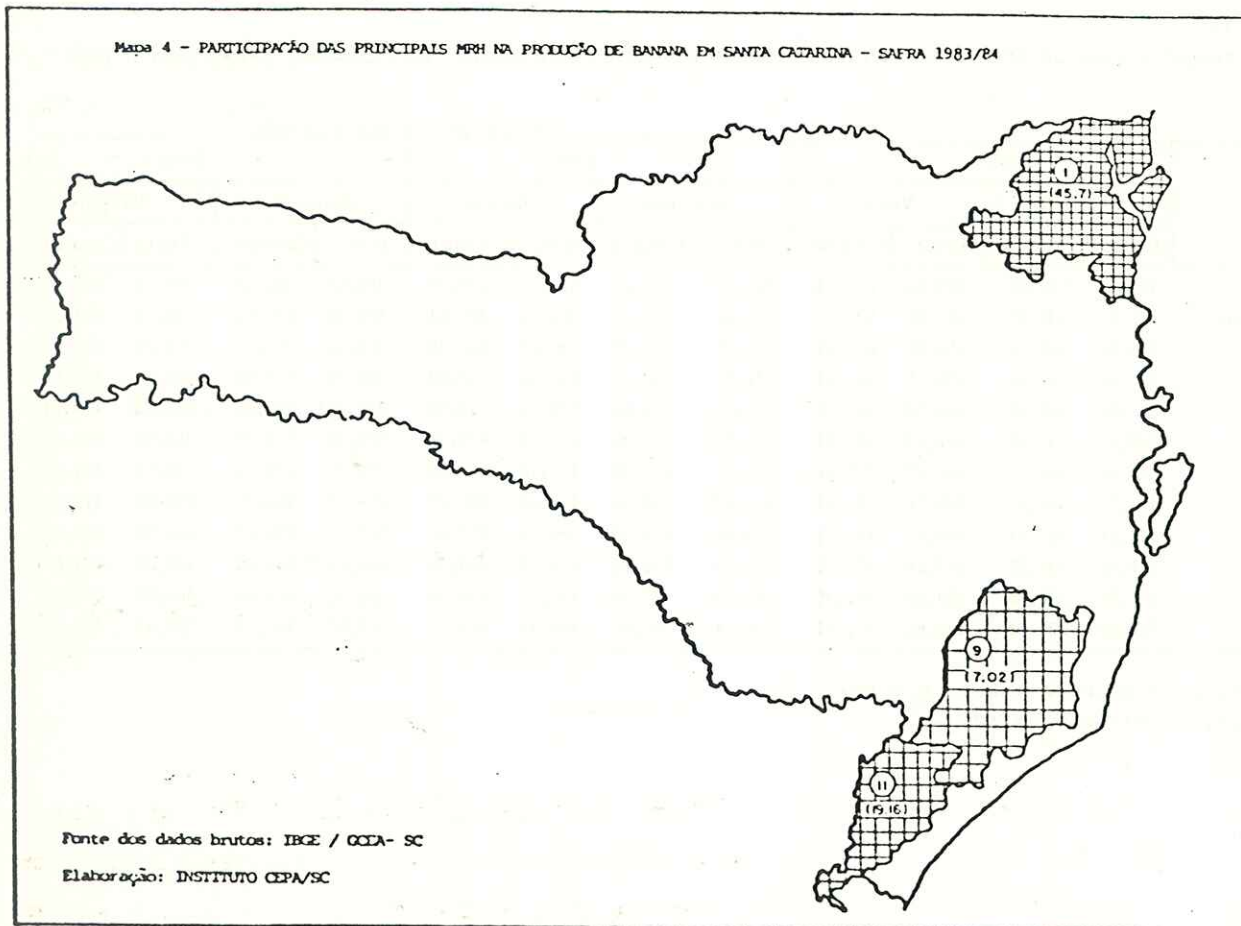 Mapa 4 - PARTICIPAÇÃO DAS PRINCIPAIS MRH NA PRODUÇÃO DE BANANA EM SANTA CATARINA - SAFRA 1983/84
1
(45.7)
9
(7.02)
11
(19.16)
Fonte dos dados brutos: IBGE / GCEA- SC
Elaboração: INSTITUTO CEPA/SC